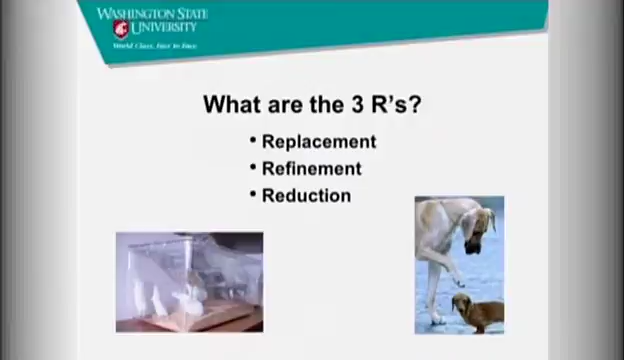 WASHINGTON STATE
UNIVERSITY
World Class. Face to Face.
What are the 3 R's?
• Replacement
• Refinement
• Reduction